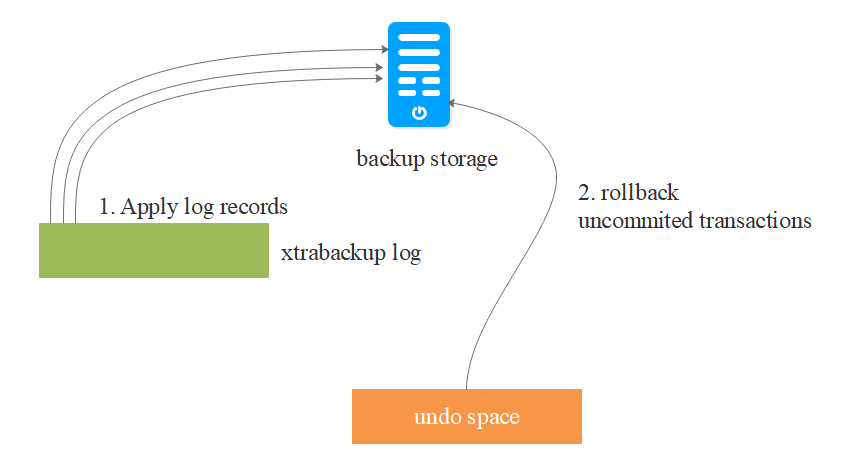 backup storage
1. Apply log records
2. rollback
uncommited transactions
xtrabackup log
undo space